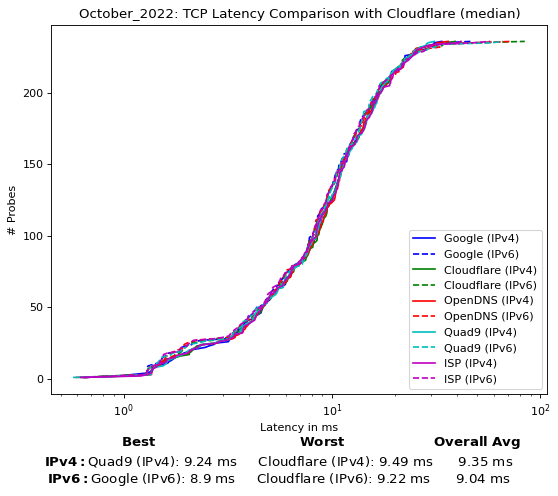 October_2022: TCP Latency Comparison with Cloudflare (median)
# Probes
200
150
100
50
0
Google (IPv4)
Google (IPv6)
Cloudflare (IPv4)
Cloudflare (IPv6)
OpenDNS (IPv4)
OpenDNS (IPv6)
Quad9 (IPv4)
Quad9 (IPv6)
ISP (IPv4)
ISP (IPv6)
10⁰ 10¹ 10²
Latency in ms
Best Worst Overall Avg
IPv4: Quad9 (IPv4): 9.24 ms Cloudflare (IPv4): 9.49 ms 9.35 ms
IPv6: Google (IPv6): 8.9 ms Cloudflare (IPv6): 9.22 ms 9.04 ms